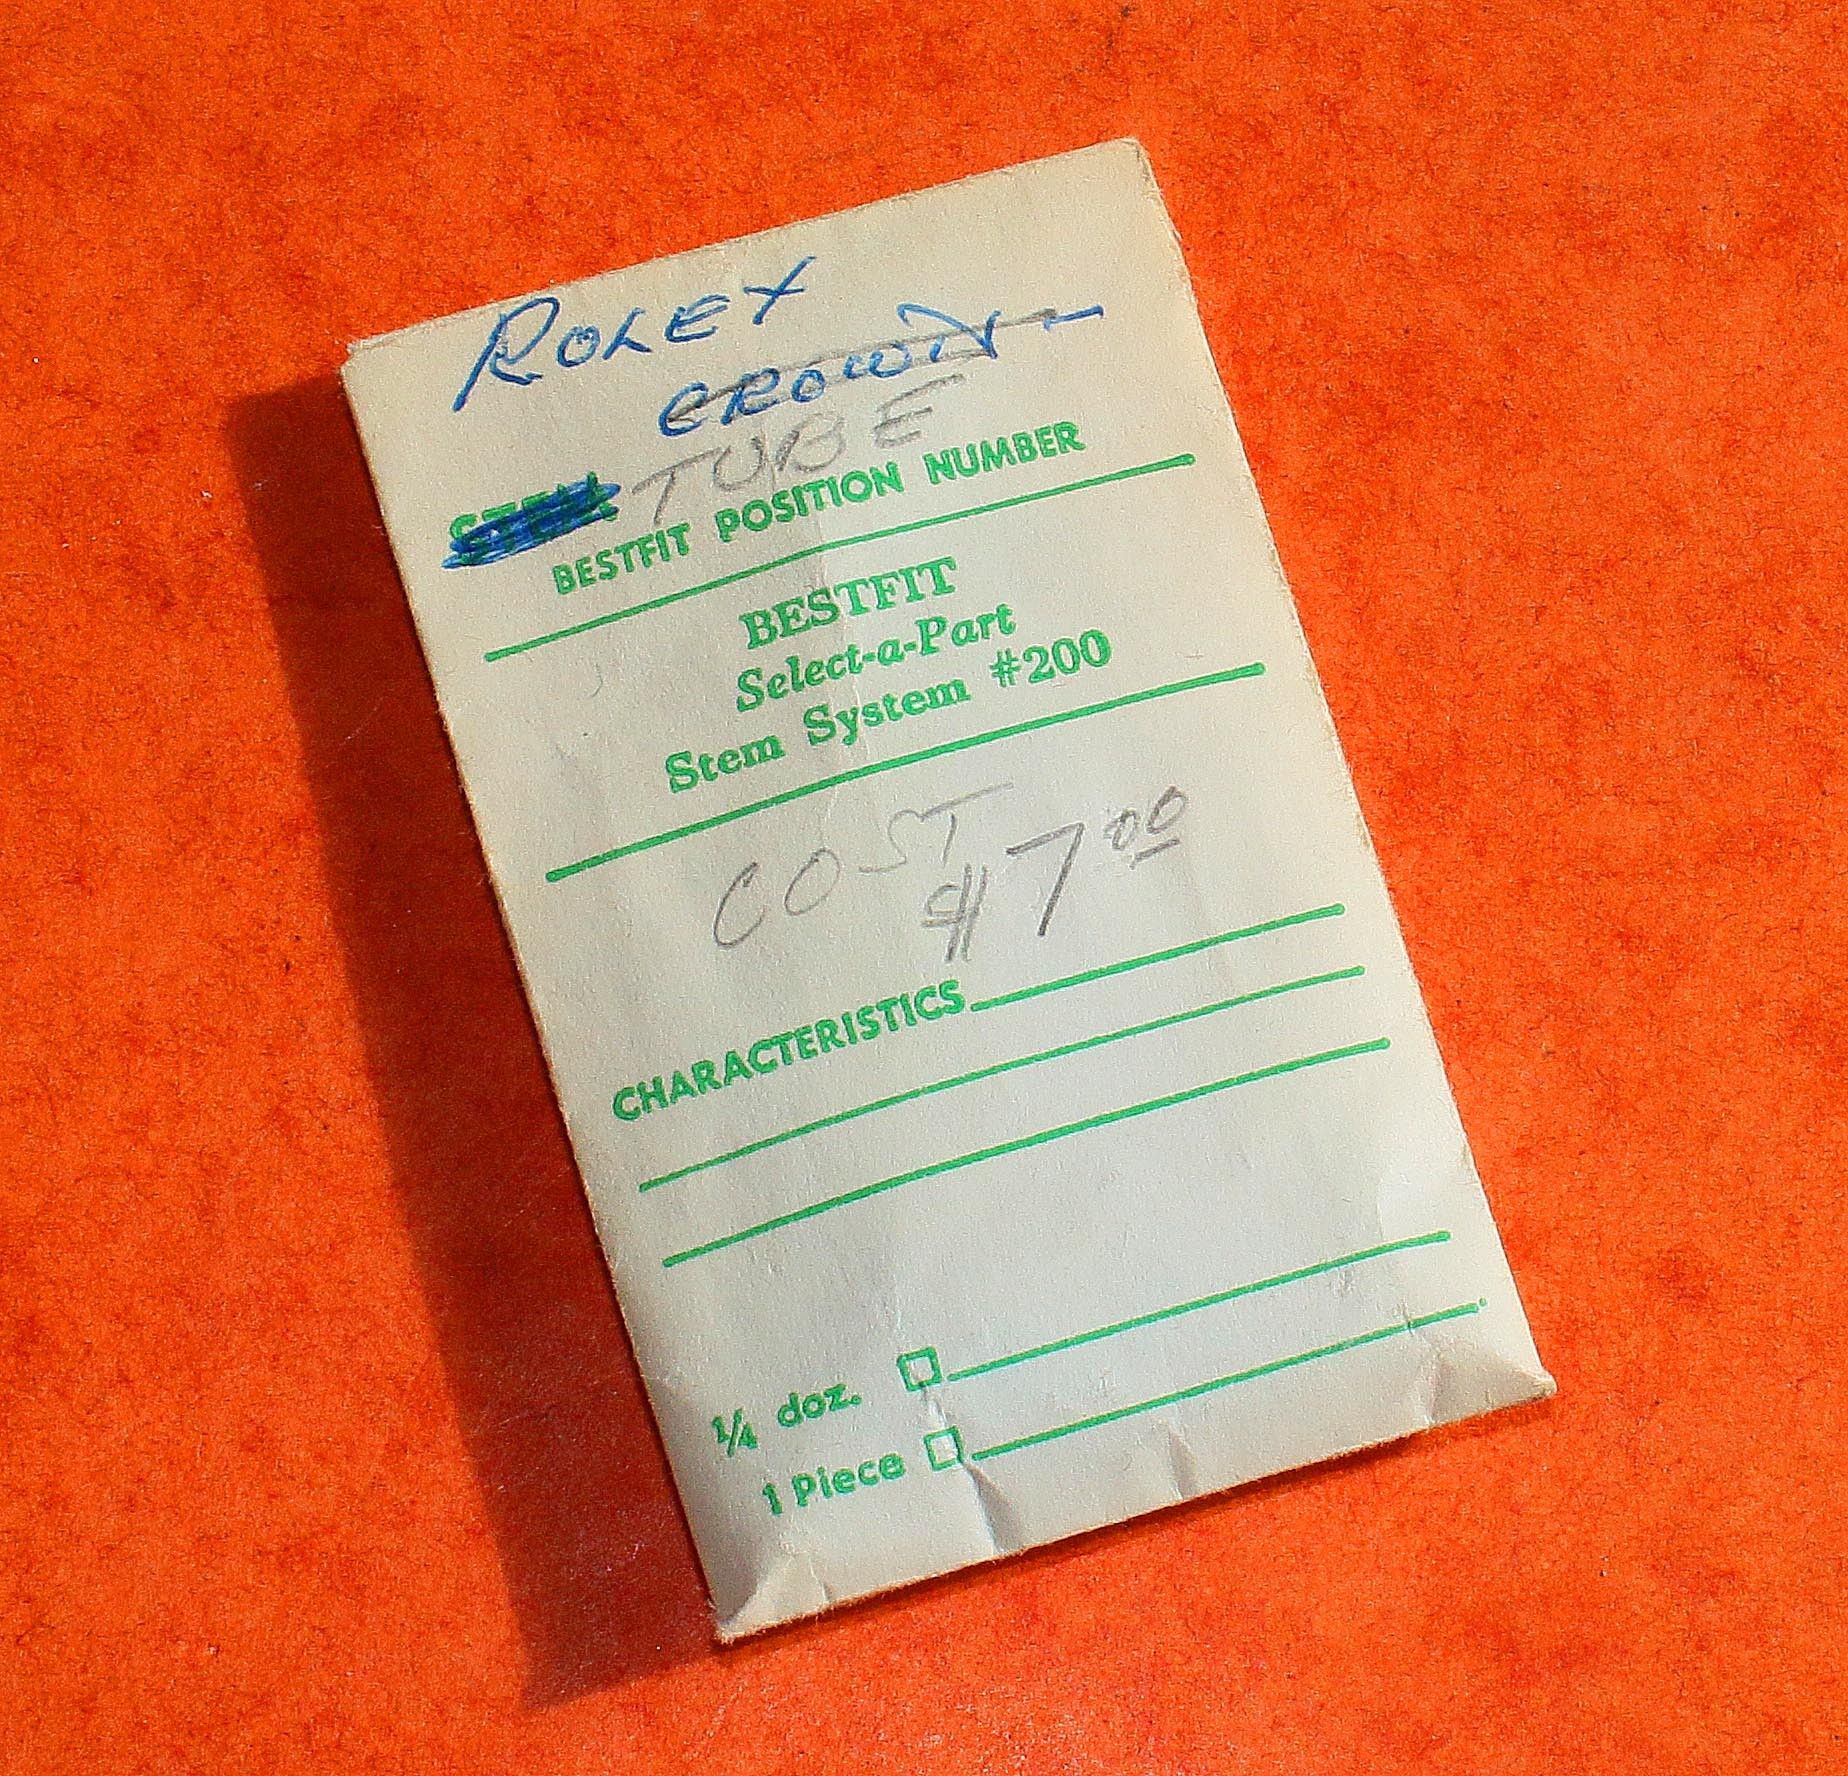 ROLEX
CROWN
STEM TUBE
BESTFIT POSITION NUMBER
BESTFIT
Select-a-Part
Stem System #200
COST
$7.00
CHARACTERISTICS
1/4 doz.
1 Piece